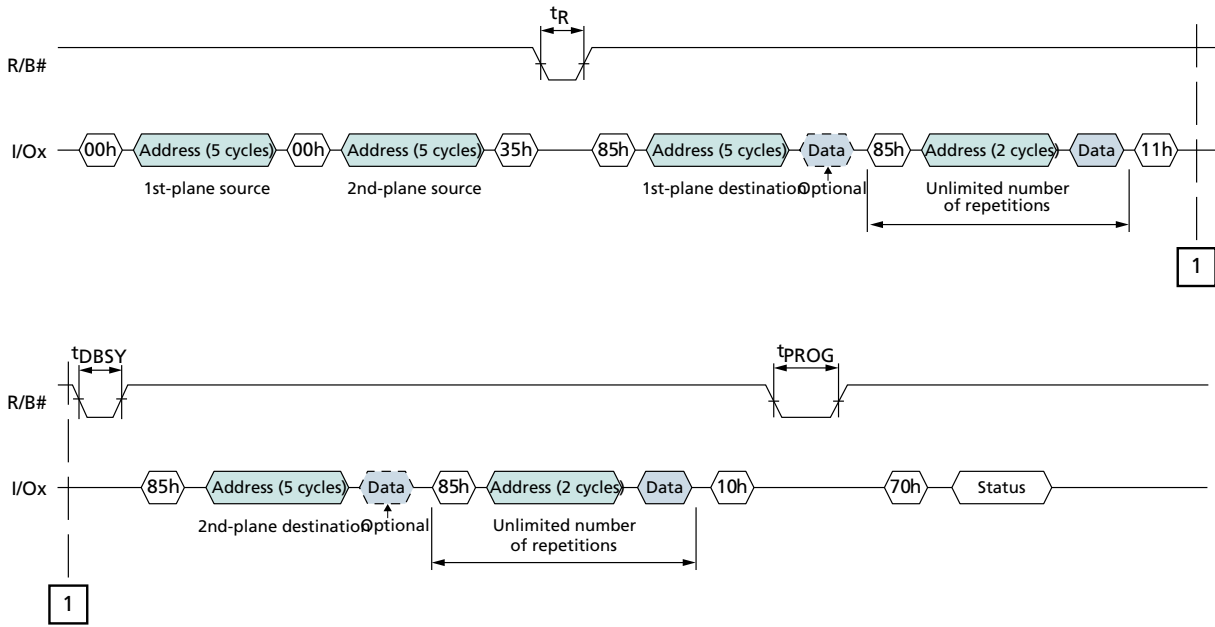 tR
R/B#
I/Ox 00h Address (5 cycles) 00h Address (5 cycles) 35h 85h Address (5 cycles) Data 85h Address (2 cycles) Data 11h
1st-plane source 2nd-plane source 1st-plane destination Optional Unlimited number
of repetitions
1
tDBSY tPROG
R/B#
I/Ox 85h Address (5 cycles) Data 85h Address (2 cycles) Data 10h 70h Status
2nd-plane destination Optional Unlimited number
of repetitions
1